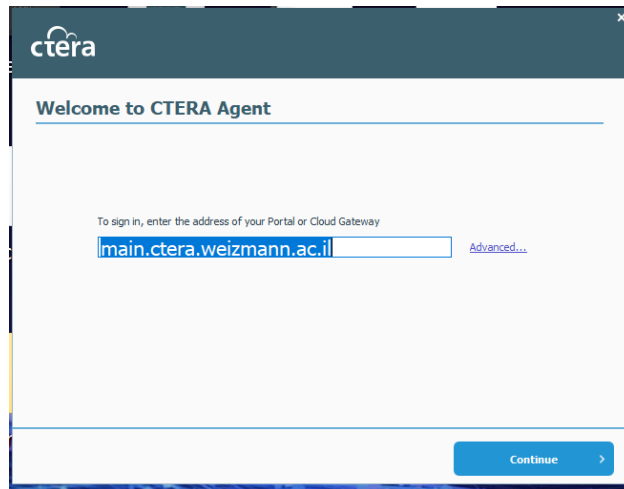 ctera
Welcome to CTERA Agent
To sign in, enter the address of your Portal or Cloud Gateway
main.ctera.weizmann.ac.il
Advanced...
Continue